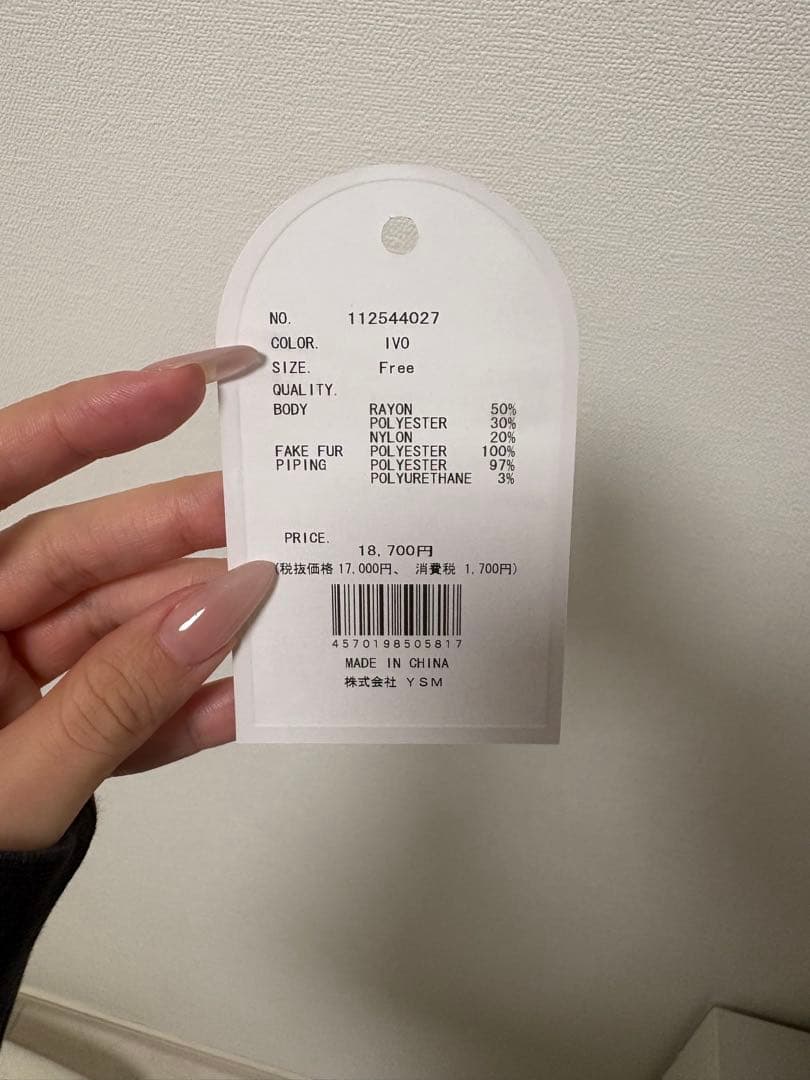 NO. 112544027
COLOR. IVO
SIZE. Free
QUALITY.
BODY RAYON 50%
POLYESTER 30%
NYLON 20%
FAKE FUR POLYESTER 100%
PIPING POLYESTER 97%
POLYURETHANE 3%
PRICE.
18,700円
(税抜価格 17,000円、 消費税 1,700円)
4570198505817
MADE IN CHINA
株式会社 YSM